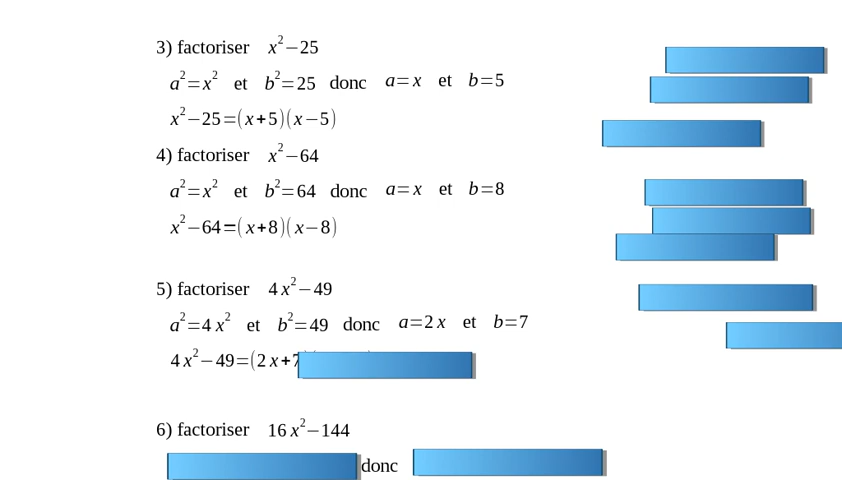 3) factoriser x²−25
a²=x² et b²=25 donc a=x et b=5
x²−25=(x+5)(x−5)
4) factoriser x²−64
a²=x² et b²=64 donc a=x et b=8
x²−64=(x+8)(x−8)
5) factoriser 4x²−49
a²=4x² et b²=49 donc a=2x et b=7
4x²−49=(2x+7
6) factoriser 16x²−144
donc